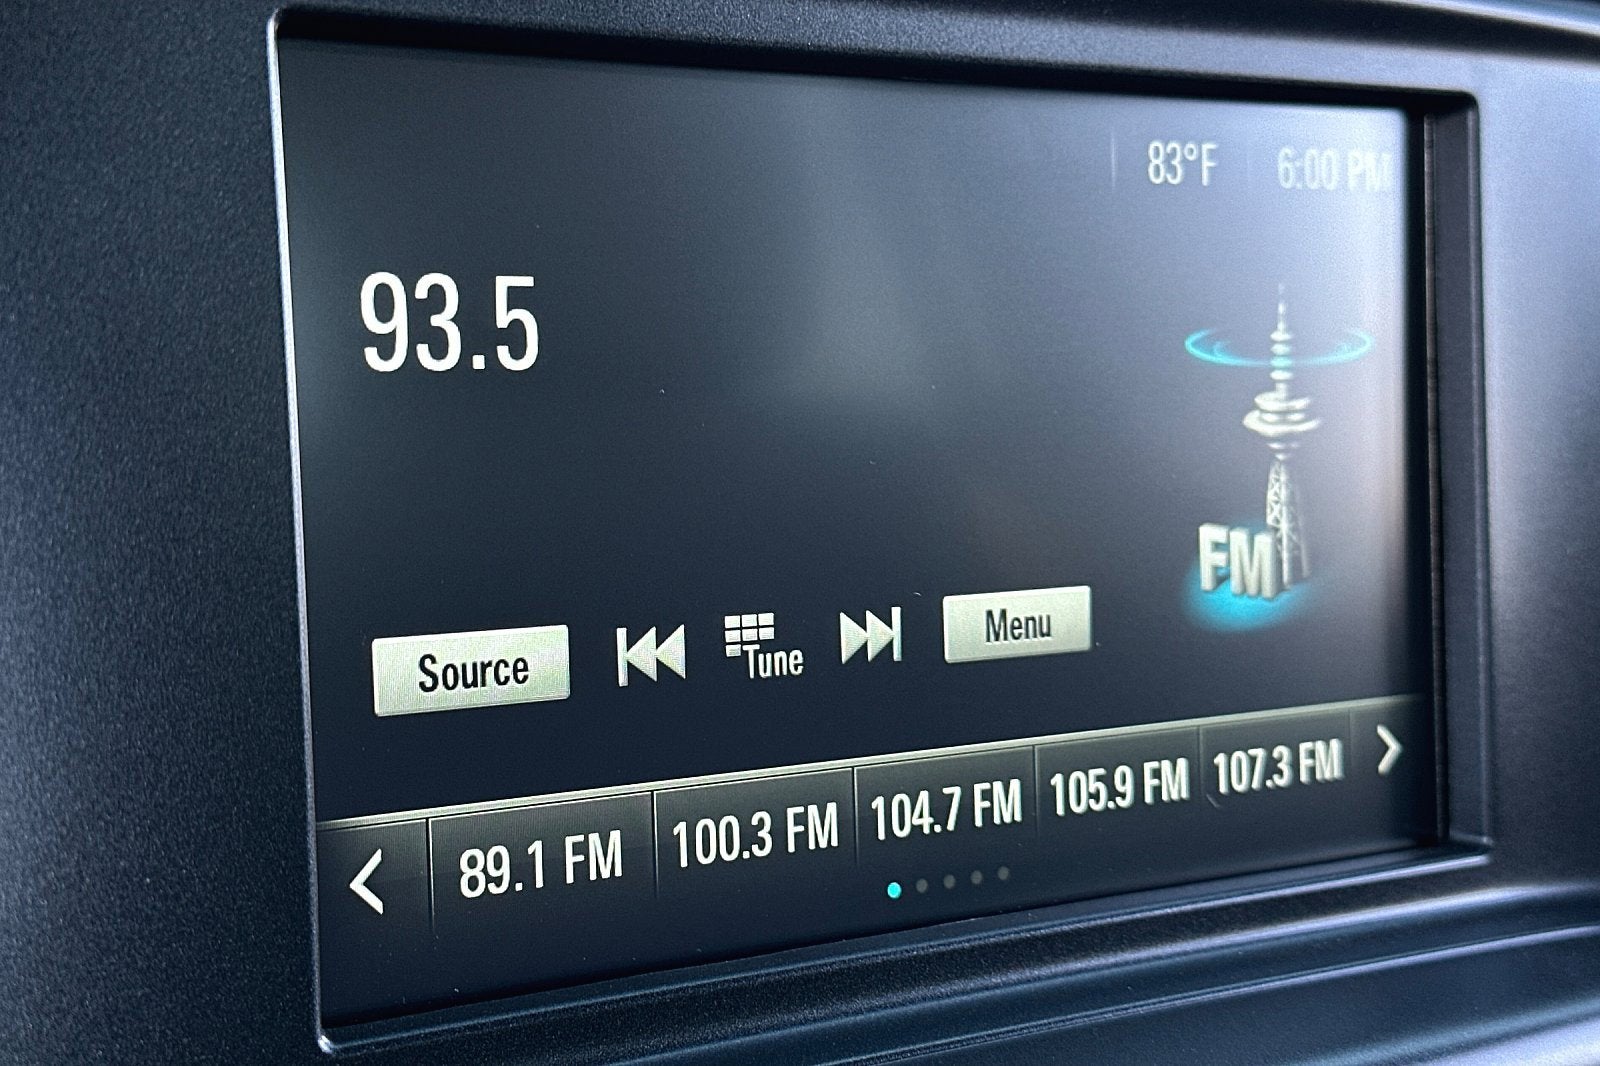 83°F 6:00 PM
93.5
FM
Source Tune Menu
89.1 FM 100.3 FM 104.7 FM 105.9 FM 107.3 FM